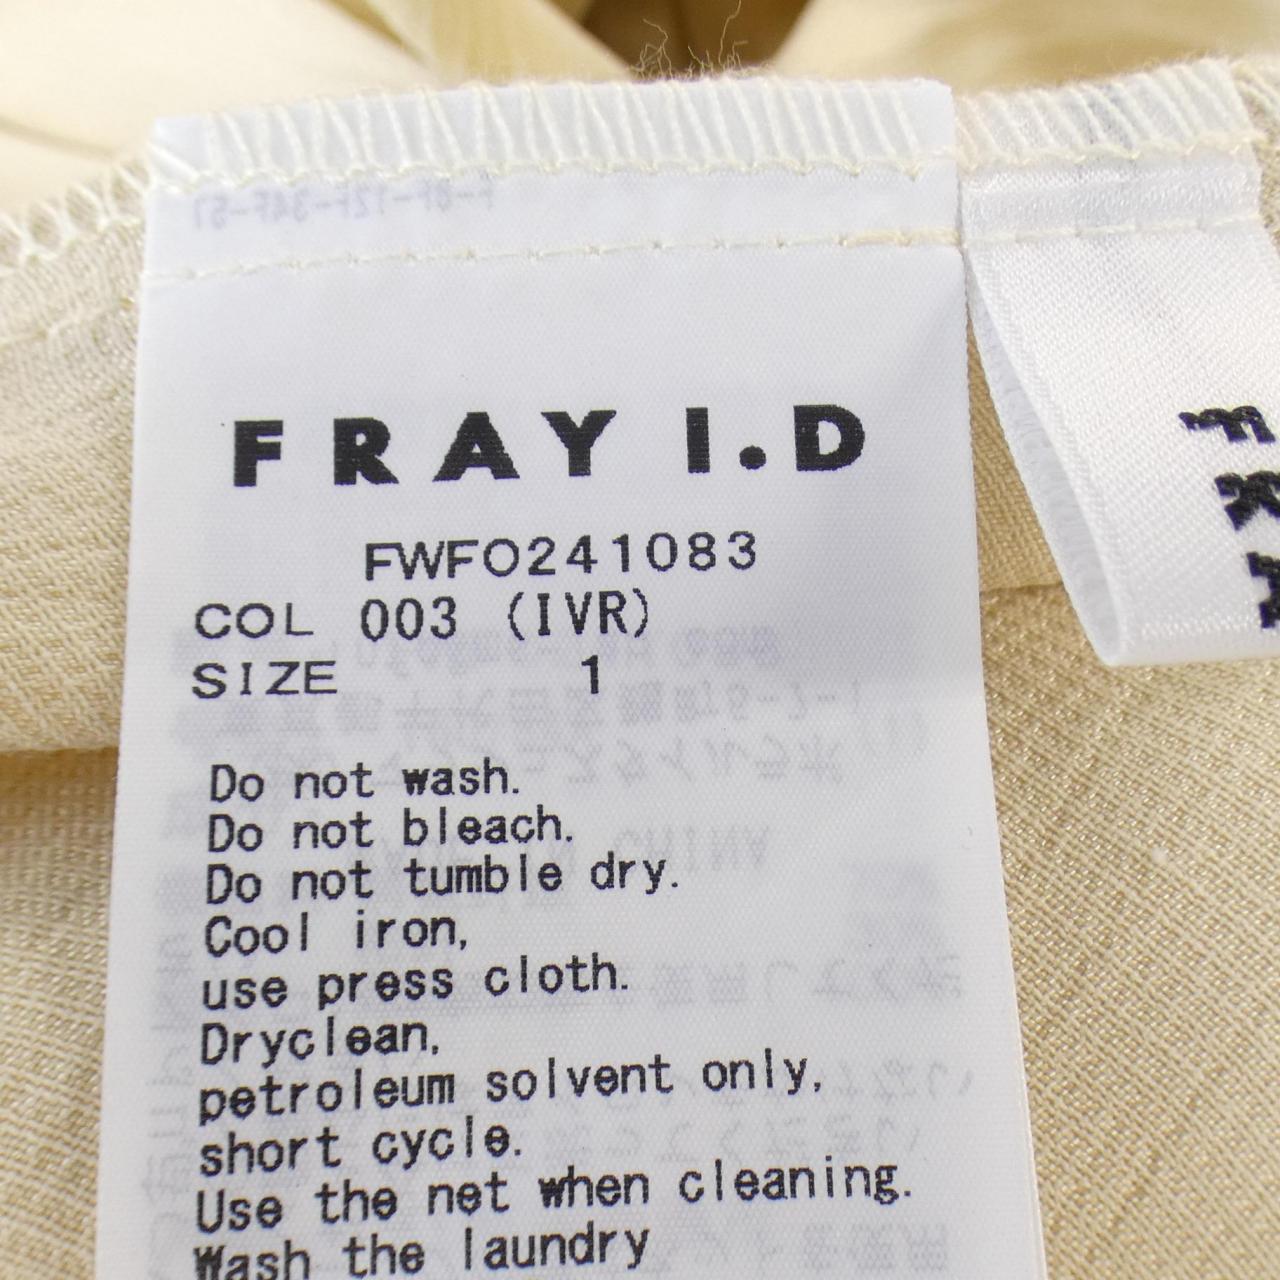 FRAY I.D
FWFO241083
COL 003 (IVR)
SIZE 1
Do not wash.
Do not bleach.
Do not tumble dry.
Cool iron,
use press cloth.
Dryclean,
petroleum solvent only,
short cycle.
Use the net when cleaning.
Wash the laundry
FRA